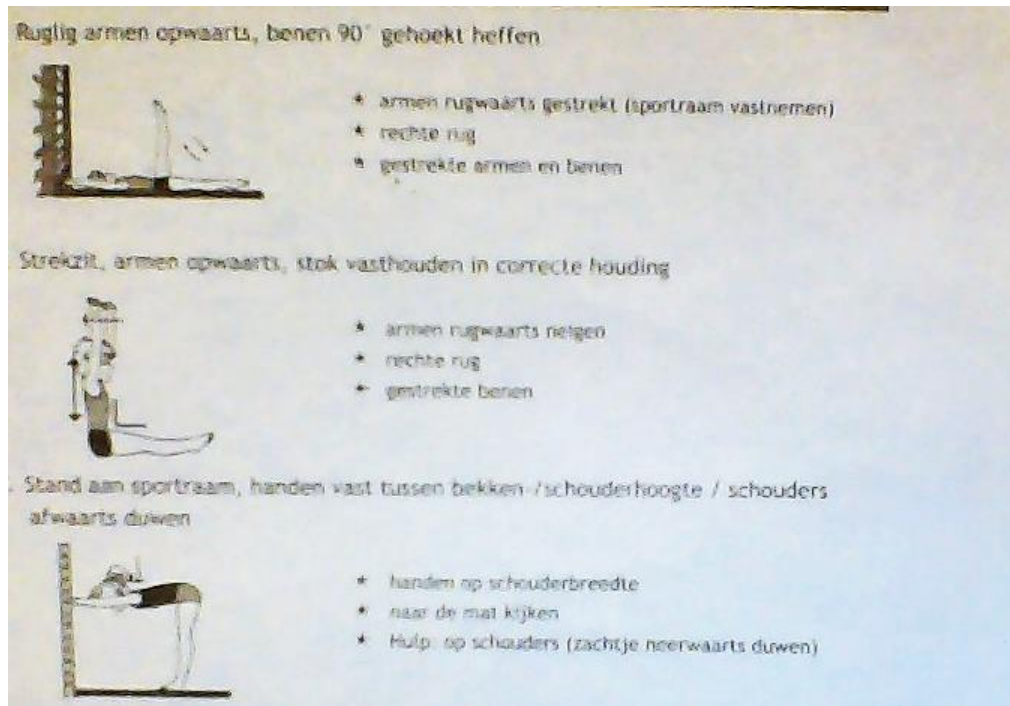 Ruglig armen opwaarts, benen 90° gehoekt heffen
* armen rugwaarts gestrekt (sportraam vastnemen)
* rechte rug
* gestrekte armen en benen
Strekzit, armen opwaarts, stok vasthouden in correcte houding
* armen rugwaarts neigen
* rechte rug
* gestrekte benen
. Stand aan sportraam, handen vast tussen bekken-/schouderhoogte / schouders
afwaarts duwen
* handen op schouderbreedte
* naar de mat kijken
* Hulp: op schouders (zachtje neerwaarts duwen)